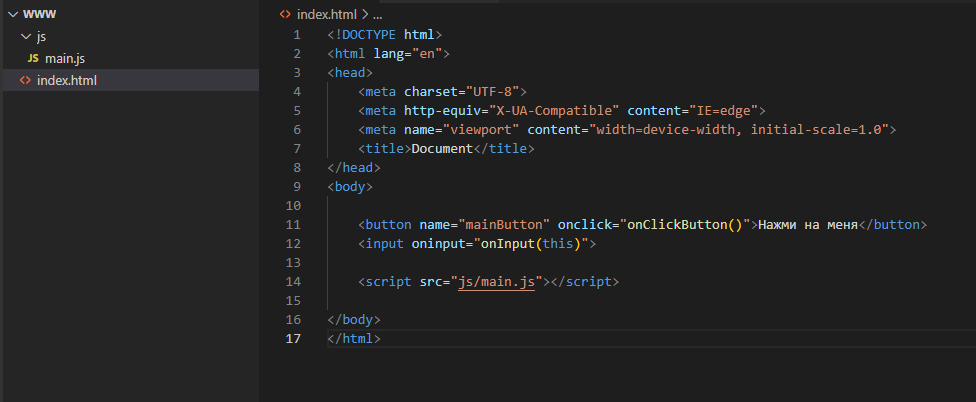 www
js
JS main.js
<> index.html
<> index.html > ...
1 <!DOCTYPE html>
2 <html lang="en">
3 <head>
4 <meta charset="UTF-8">
5 <meta http-equiv="X-UA-Compatible" content="IE=edge">
6 <meta name="viewport" content="width=device-width, initial-scale=1.0">
7 <title>Document</title>
8 </head>
9 <body>
10
11 <button name="mainButton" onclick="onClickButton()">Нажми на меня</button>
12 <input oninput="onInput(this)">
13
14 <script src="js/main.js"></script>
15
16 </body>
17 </html>